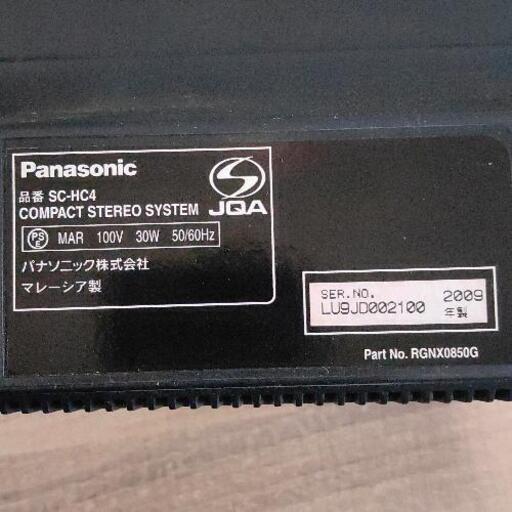 Panasonic
品番 SC-HC4
COMPACT STEREO SYSTEM
S JQA
PSE MAR 100V 30W 50/60Hz
パナソニック株式会社
マレーシア製
SER.NO. 2009
LU9JD002100 年製
Part No. RGNX0850G